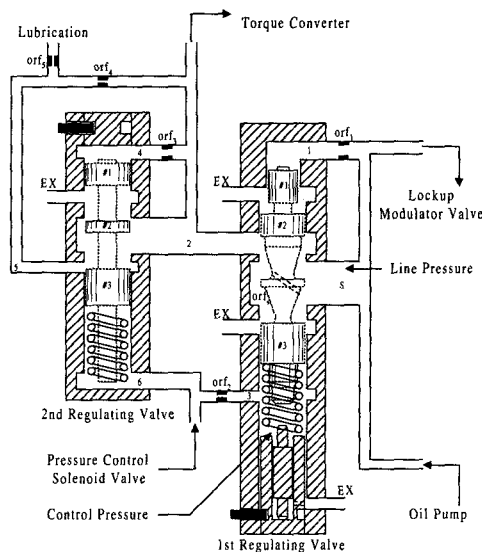 Torque Converter
Lubrication
orf5
orf4
orf3
orf1
4
1
#1
#1
EX
EX
#2
#2
Lockup
Modulator Valve
2
5
Line Pressure
S
#3
orf
EX
#3
6
orf2
3
2nd Regulating Valve
Pressure Control
Solenoid Valve
EX
Control Pressure
Oil Pump
1st Regulating Valve